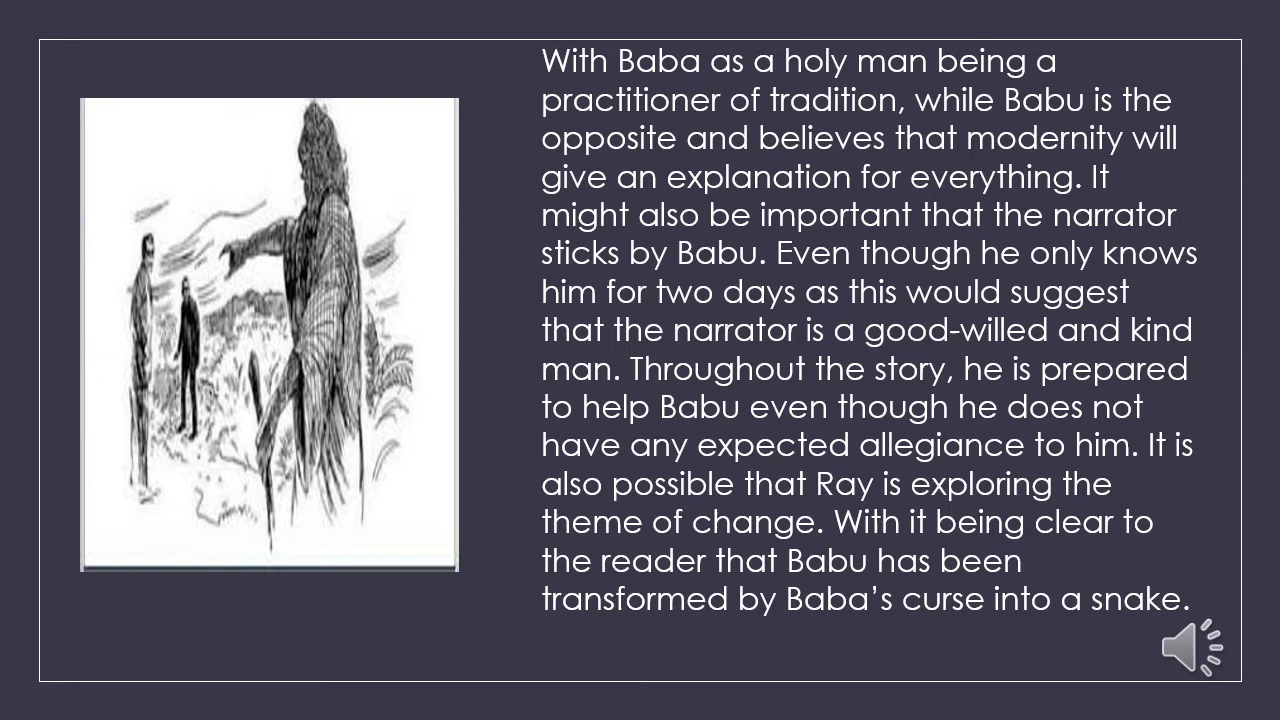 With Baba as a holy man being a
practitioner of tradition, while Babu is the
opposite and believes that modernity will
give an explanation for everything. It
might also be important that the narrator
sticks by Babu. Even though he only knows
him for two days as this would suggest
that the narrator is a good-willed and kind
man. Throughout the story, he is prepared
to help Babu even though he does not
have any expected allegiance to him. It is
also possible that Ray is exploring the
theme of change. With it being clear to
the reader that Babu has been
transformed by Baba’s curse into a snake.